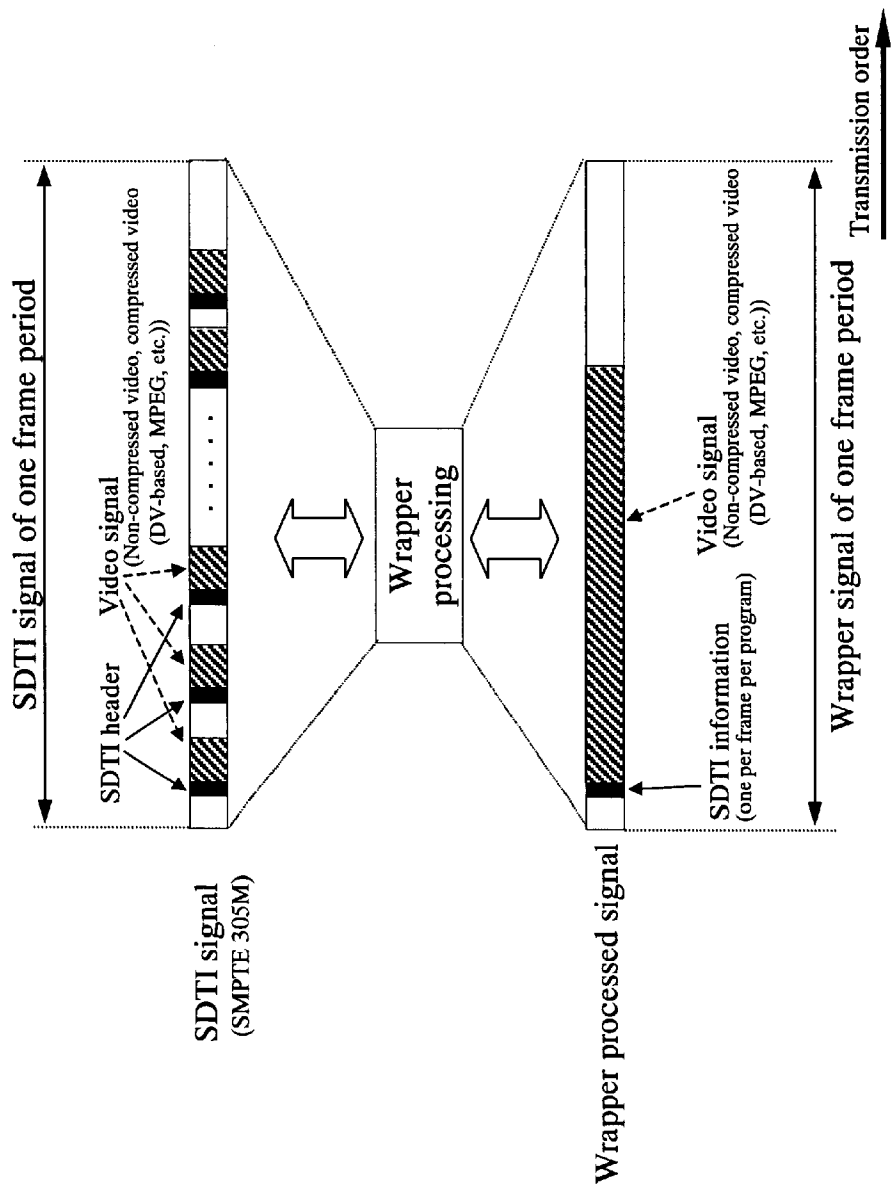 SDTI signal of one frame period
SDTI header
Video signal
(Non-compressed video, compressed video
(DV-based, MPEG, etc.))
SDTI signal
(SMPTE 305M)
.....
Wrapper
processing
Wrapper processed signal
SDTI information
(one per frame per program)
Video signal
(Non-compressed video, compressed video
(DV-based, MPEG, etc.))
Wrapper signal of one frame period
Transmission order